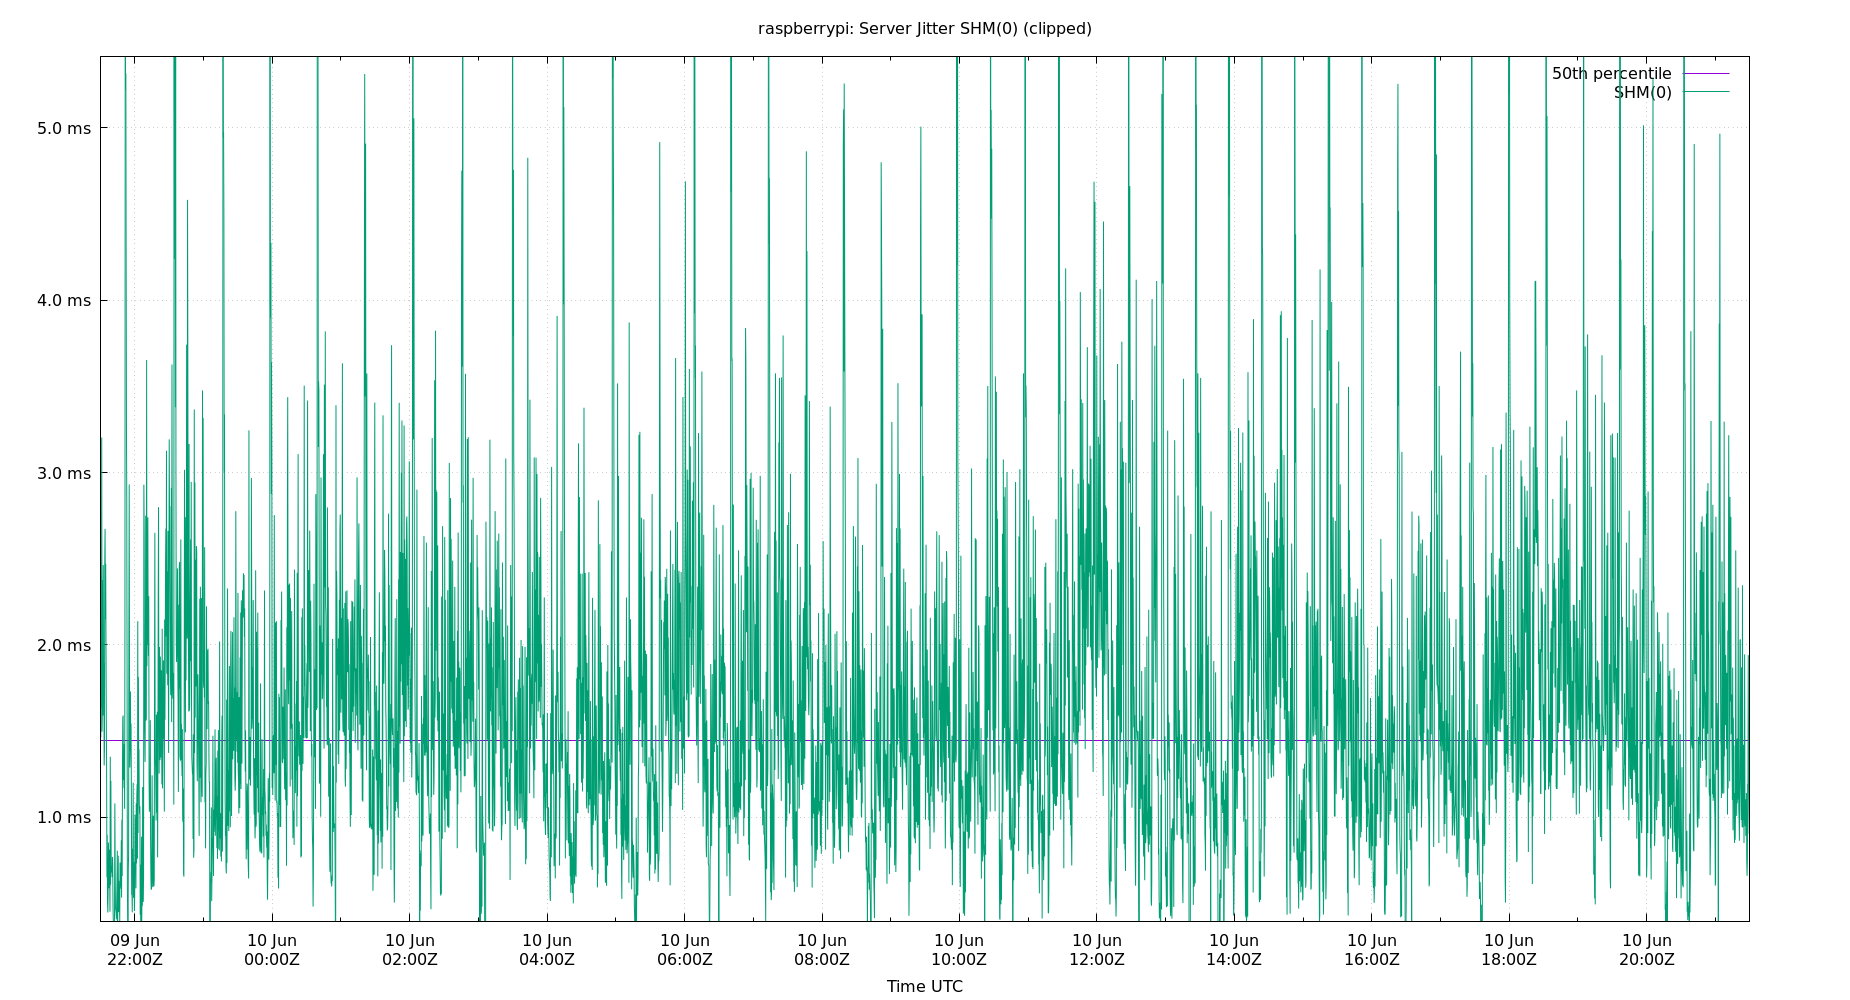 raspberrypi: Server Jitter SHM(0) (clipped)
50th percentile
SHM(0)
5.0 ms
4.0 ms
3.0 ms
2.0 ms
1.0 ms
09 Jun 10 Jun 10 Jun 10 Jun 10 Jun 10 Jun 10 Jun 10 Jun 10 Jun 10 Jun 10 Jun 10 Jun
22:00Z 00:00Z 02:00Z 04:00Z 06:00Z 08:00Z 10:00Z 12:00Z 14:00Z 16:00Z 18:00Z 20:00Z
Time UTC